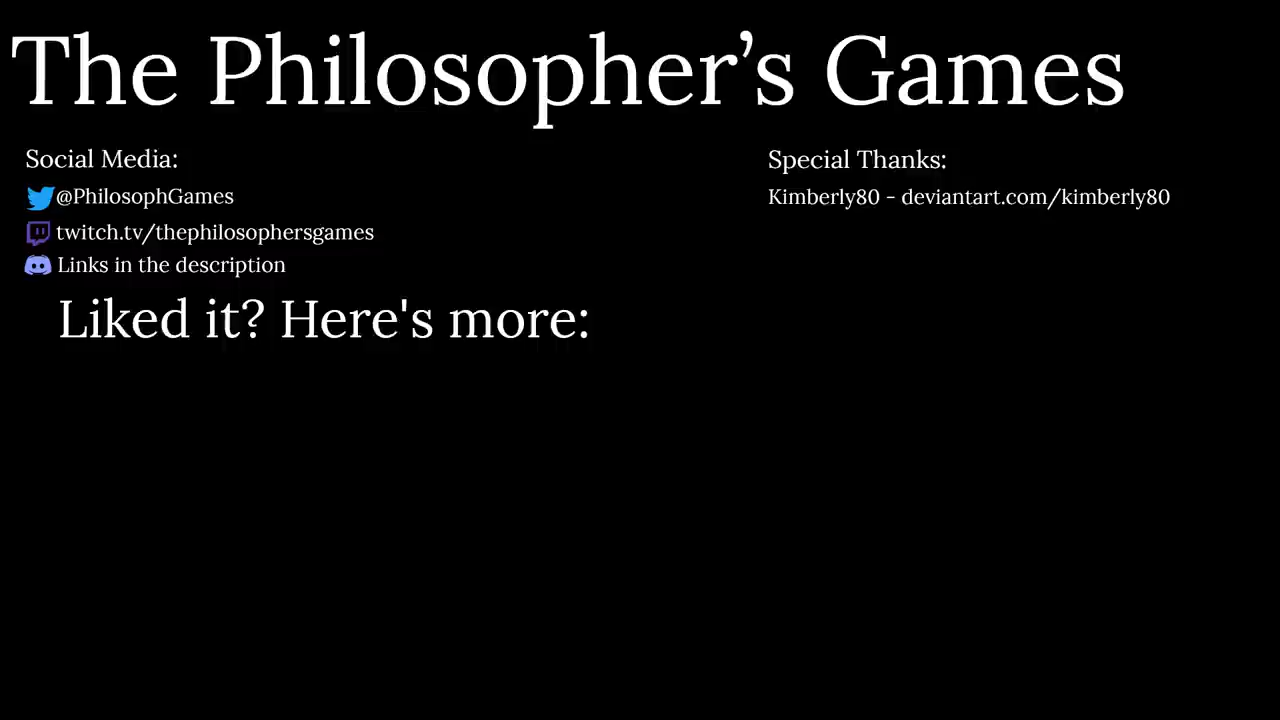 The Philosopher’s Games
Social Media:
@PhilosophGames
twitch.tv/thephilosophersgames
Links in the description
Special Thanks:
Kimberly80 - deviantart.com/kimberly80
Liked it? Here's more: